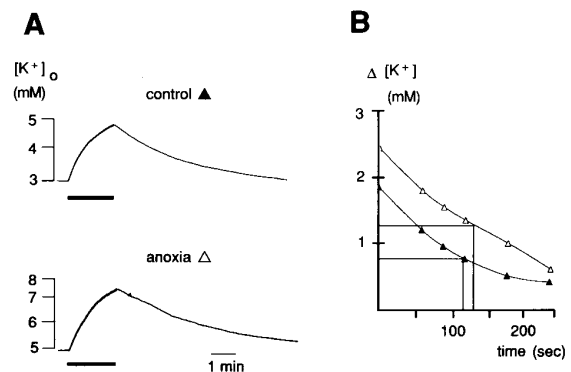 A
[K+]o
(mM)
control ▲
5
4
3
anoxia △
8
7
6
5
1 min
B
Δ [K+]
(mM)
3
2
1
100
200
time (sec)